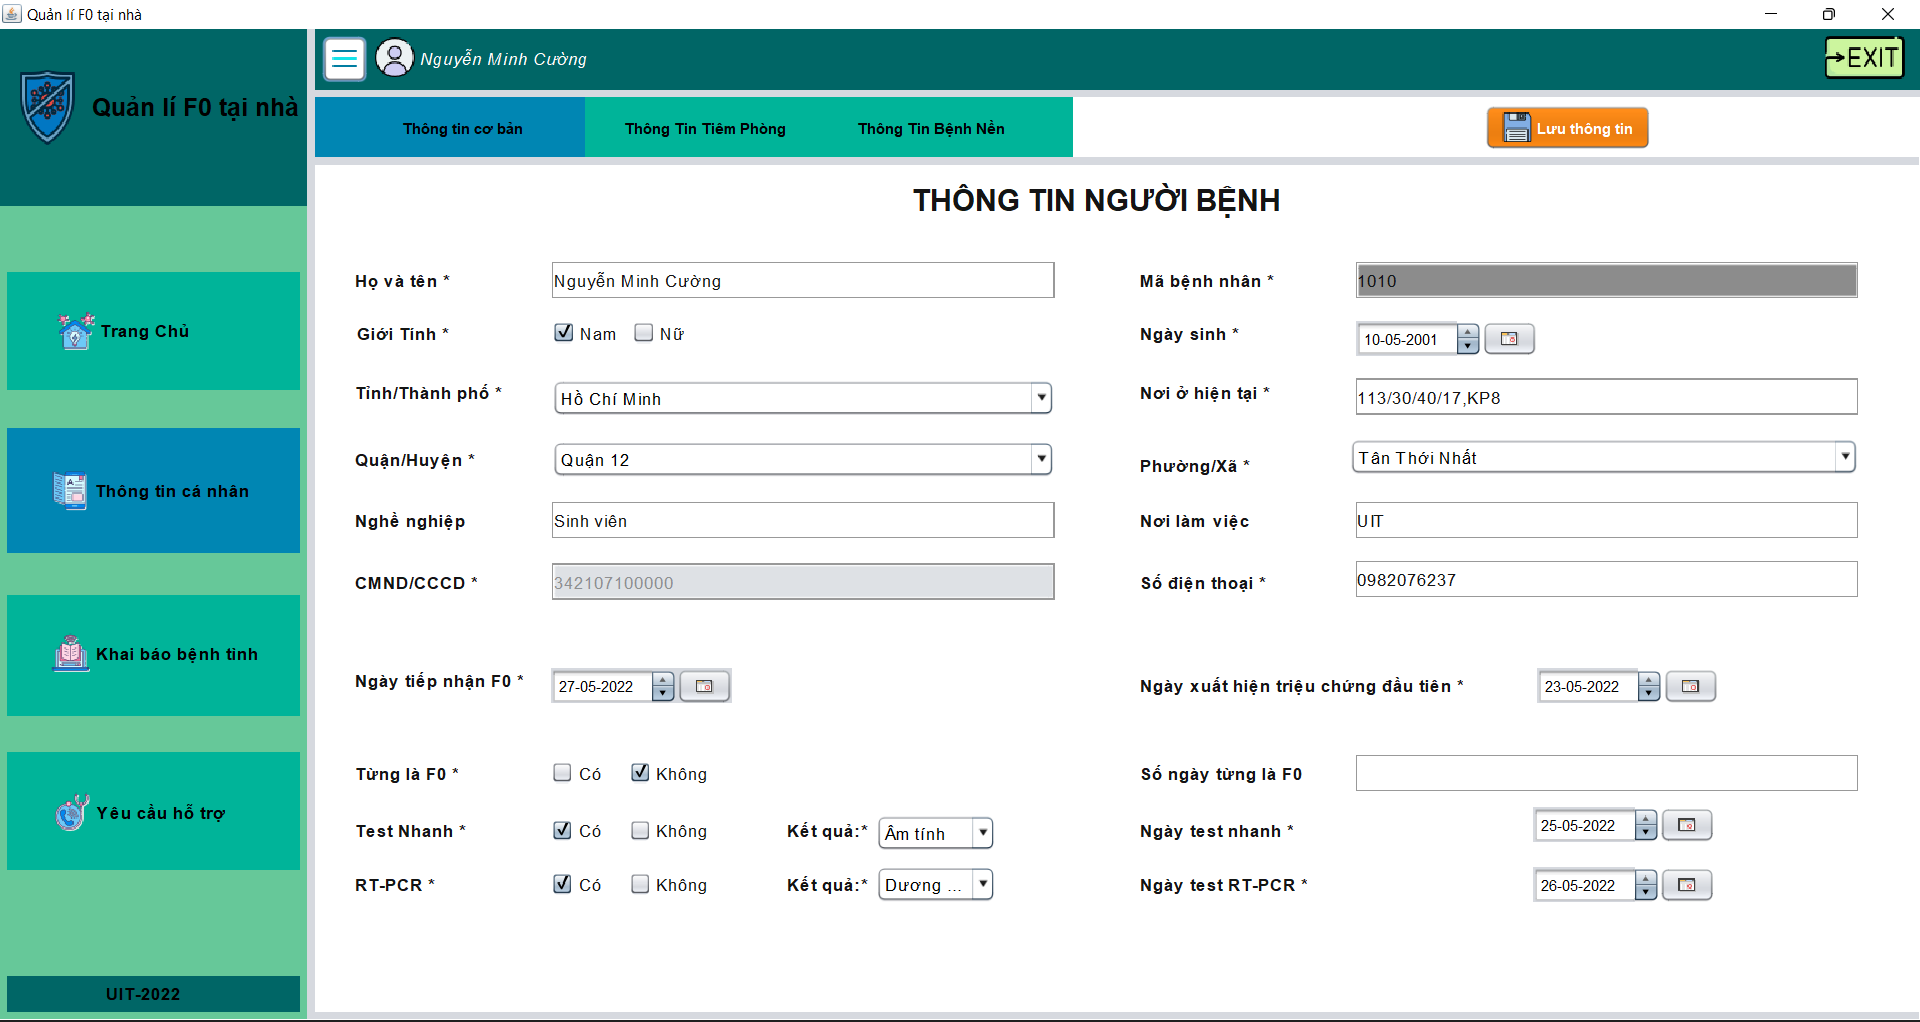 Quản lí F0 tại nhà
Quản lí F0 tại nhà
Nguyễn Minh Cường
EXIT
Thông tin cơ bản
Thông Tin Tiêm Phòng
Thông Tin Bệnh Nền
Lưu thông tin
THÔNG TIN NGƯỜI BỆNH
Trang Chủ
Thông tin cá nhân
Khai báo bệnh tình
Yêu cầu hỗ trợ
UIT-2022
Họ và tên * Nguyễn Minh Cường Mã bệnh nhân * 1010
Giới Tính * Nam Nữ Ngày sinh * 10-05-2001
Tỉnh/Thành phố * Hồ Chí Minh Nơi ở hiện tại * 113/30/40/17,KP8
Quận/Huyện * Quận 12 Phường/Xã * Tân Thới Nhất
Nghề nghiệp Sinh viên Nơi làm việc UIT
CMND/CCCD * 342107100000 Số điện thoại * 0982076237
Ngày tiếp nhận F0 * 27-05-2022 Ngày xuất hiện triệu chứng đầu tiên * 23-05-2022
Từng là F0 * Có Không Số ngày từng là F0
Test Nhanh * Có Không Kết quả:* Âm tính Ngày test nhanh * 25-05-2022
RT-PCR * Có Không Kết quả:* Dương ... Ngày test RT-PCR * 26-05-2022